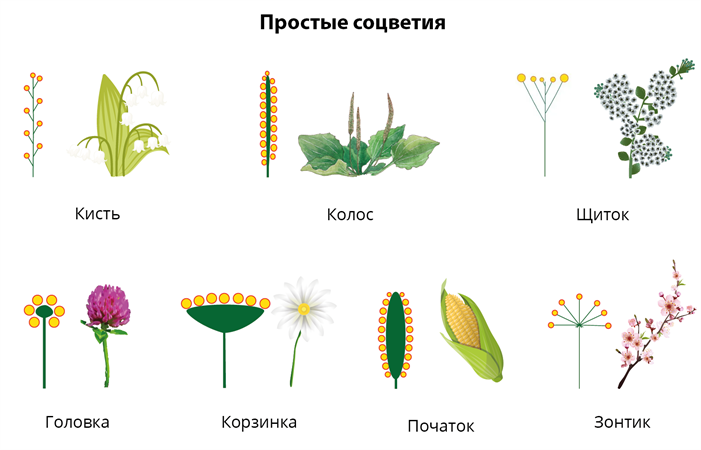 Простые соцветия
Кисть
Колос
Щиток
Головка
Корзинка
Початок
Зонтик